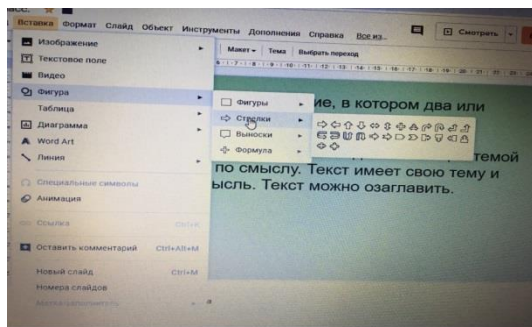 Вставка Формат Слайд Объект Инструменты Дополнения Справка Все из...
Смотреть
Макет Тема Выбрать переход
Изображение
Текстовое поле
Видео
Фигура
Таблица
Диаграмма
Word Art
Линия
Специальные символы
Анимация
Ссылка Ctrl+K
Оставить комментарий Ctrl+Alt+M
Новый слайд Ctrl+M
Номера слайдов
Фигуры
Стрелки
Выноски
Формула
ие, в котором два или
темой
по смыслу. Текст имеет свою тему и
ысль. Текст можно озаглавить.